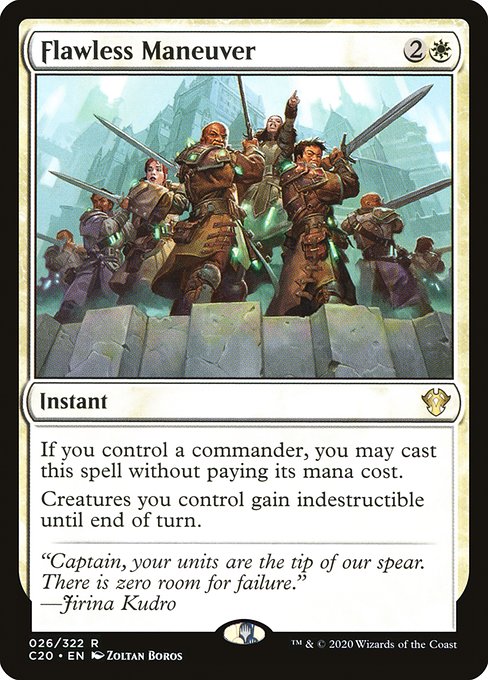 Flawless Maneuver 2
Instant
If you control a commander, you may cast
this spell without paying its mana cost.
Creatures you control gain indestructible
until end of turn.
“Captain, your units are the tip of our spear.
There is zero room for failure.”
—Jirina Kudro
026/322 R
C20 • EN Zoltan Boros
™ & © 2020 Wizards of the Coast